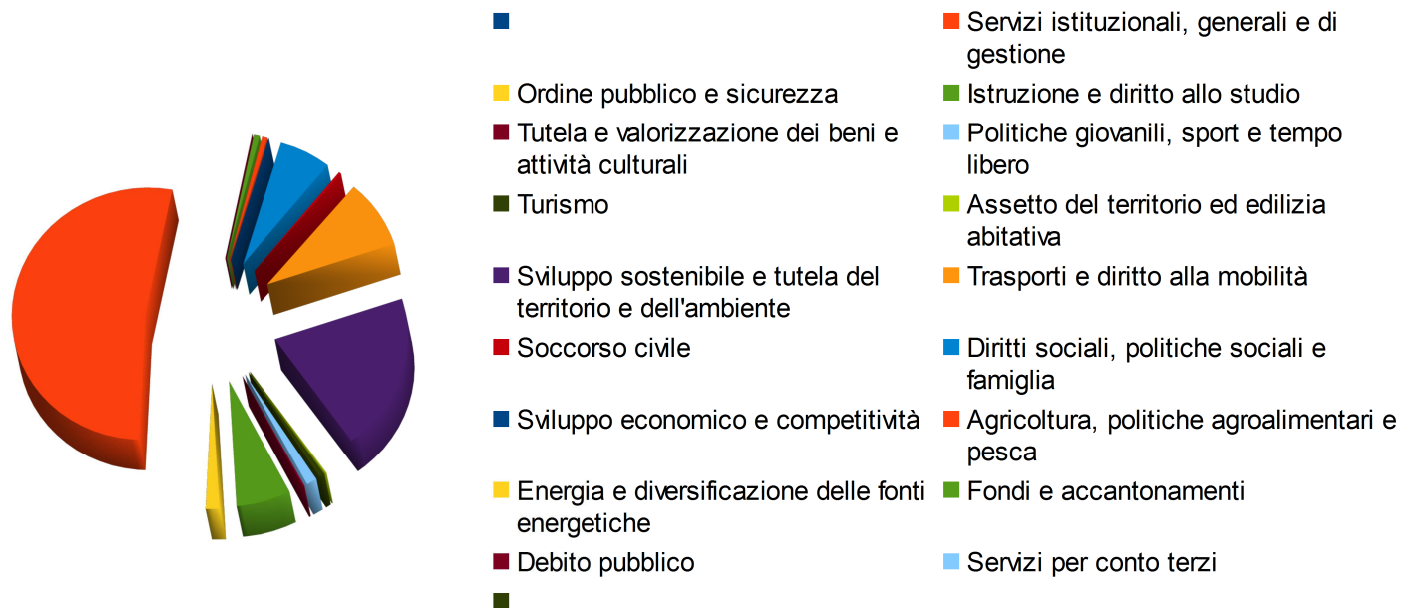 Servizi istituzionali, generali e di
gestione
Ordine pubblico e sicurezza
Istruzione e diritto allo studio
Tutela e valorizzazione dei beni e
attività culturali
Politiche giovanili, sport e tempo
libero
Turismo
Assetto del territorio ed edilizia
abitativa
Sviluppo sostenibile e tutela del
territorio e dell'ambiente
Trasporti e diritto alla mobilità
Soccorso civile
Diritti sociali, politiche sociali e
famiglia
Sviluppo economico e competitività
Agricoltura, politiche agroalimentari e
pesca
Energia e diversificazione delle fonti
energetiche
Fondi e accantonamenti
Debito pubblico
Servizi per conto terzi